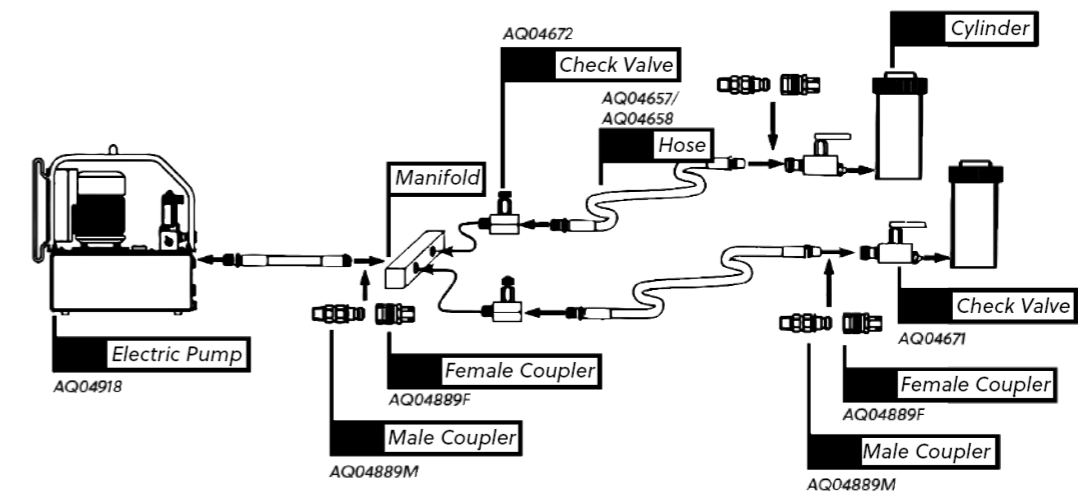 Cylinder
AQ04672
Check Valve
AQ04657/
AQ04658
Hose
Manifold
Electric Pump
AQ04918
Female Coupler
AQ04889F
Male Coupler
AQ04889M
Check Valve
AQ04671
Female Coupler
AQ04889F
Male Coupler
AQ04889M